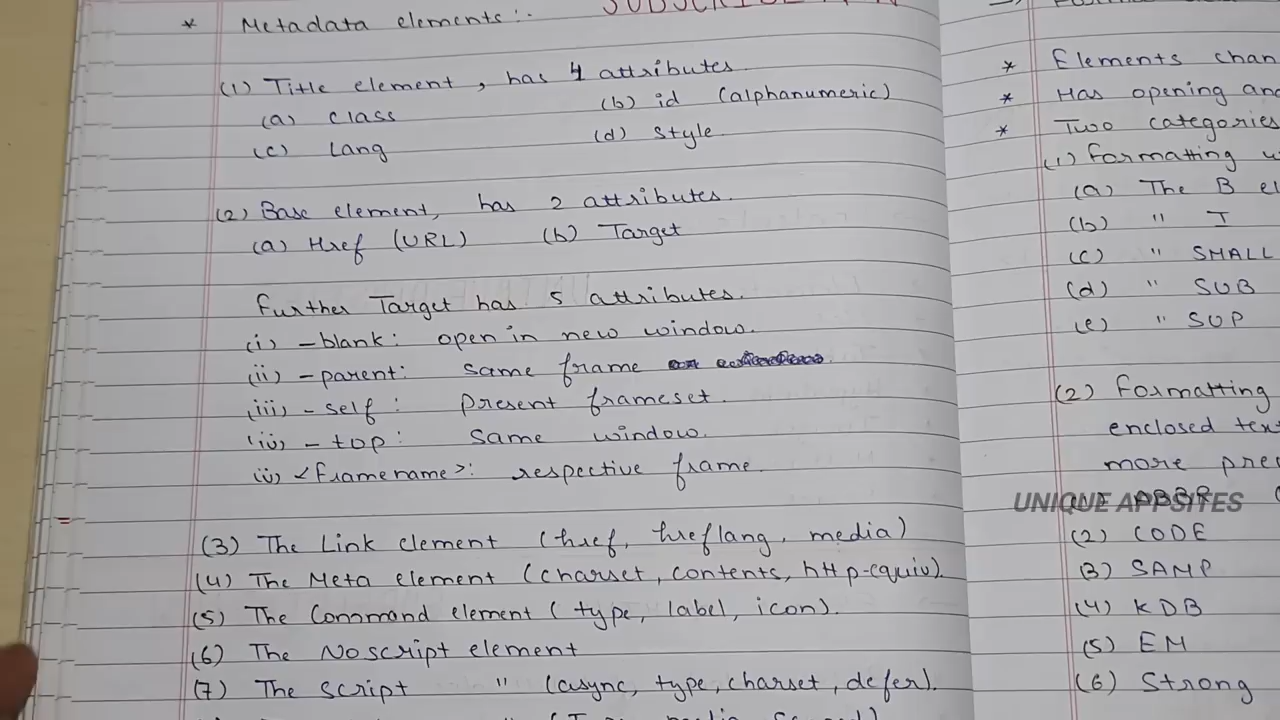 * Metadata elements :-
(1) Title element, has 4 attributes
(a) class (b) id (alphanumeric)
(c) Lang (d) style
(2) Base element, has 2 attributes.
(a) Href (URL) (b) Target
Further Target has 5 attributes.
(i) -blank: open in new window.
(ii) -parent: same frame
(iii) -self: present frameset.
(iv) -top: same window.
(v) <Framename>: respective frame.
(3) The Link element (href, hreflang, media)
(4) The Meta element (charset, contents, http-equiv).
(5) The Command element (type, label, icon).
(6) The Noscript element
(7) The script " (async, type, charset, defer).
* Elements chan
* Has opening and
* Two categories
(1) Formatting
(a) The B el
(b) " I
(c) " SMALL
(d) " SUB
(e) " SUP
(2) Formatting
enclosed tex
more prec
UNIQUE APPSITES
ABBR
(2) CODE
(3) SAMP
(4) KDB
(5) EM
(6) Strong